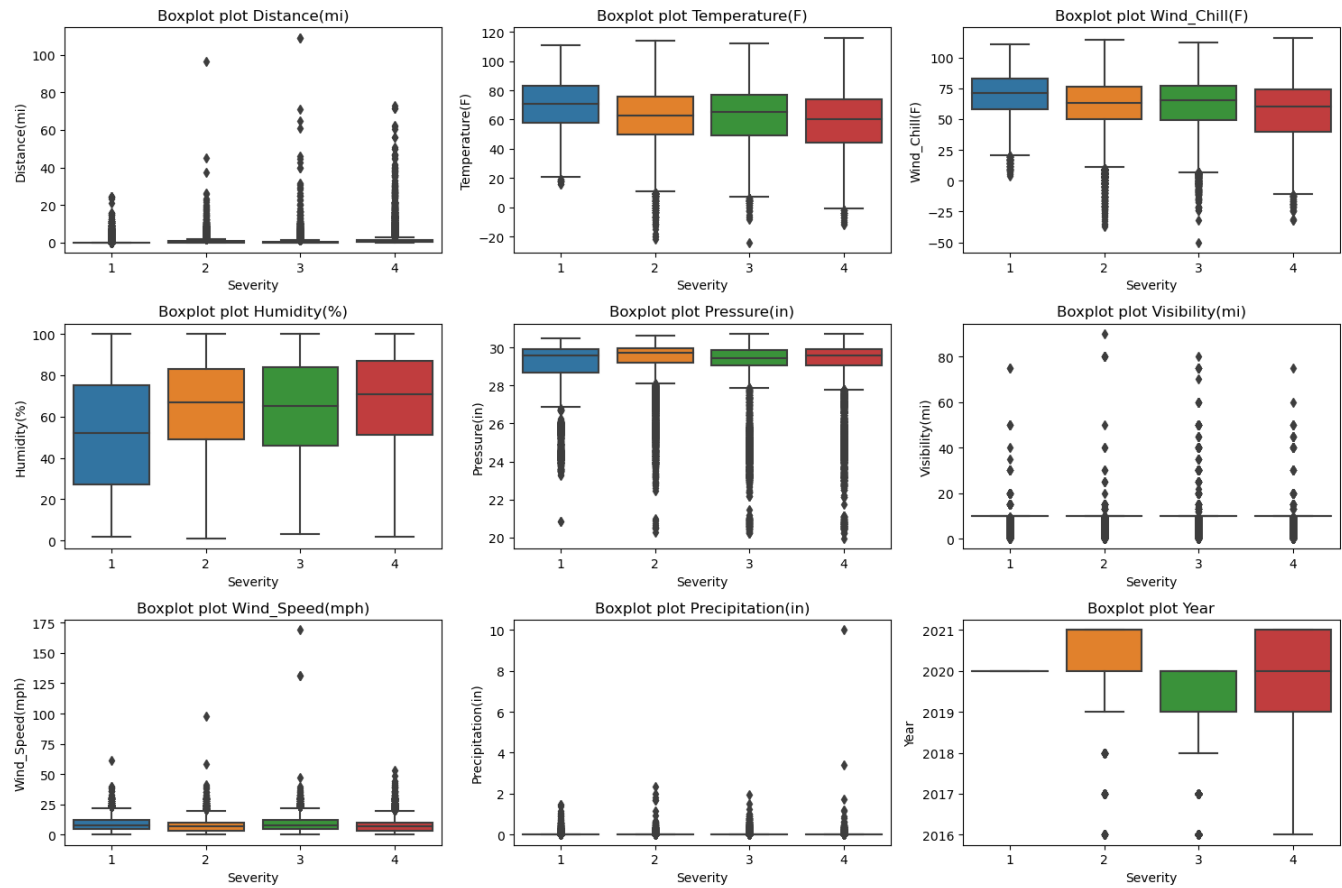 Boxplot plot Distance(mi)
Distance(mi)
100
80
60
40
20
0
1 2 3 4
Severity
Boxplot plot Temperature(F)
Temperature(F)
120
100
80
60
40
20
0
−20
1 2 3 4
Severity
Boxplot plot Wind_Chill(F)
Wind_Chill(F)
100
75
50
25
0
−25
−50
1 2 3 4
Severity
Boxplot plot Humidity(%)
Humidity(%)
100
80
60
40
20
0
1 2 3 4
Severity
Boxplot plot Pressure(in)
Pressure(in)
30
28
26
24
22
20
1 2 3 4
Severity
Boxplot plot Visibility(mi)
Visibility(mi)
80
60
40
20
0
1 2 3 4
Severity
Boxplot plot Wind_Speed(mph)
Wind_Speed(mph)
175
150
125
100
75
50
25
0
1 2 3 4
Severity
Boxplot plot Precipitation(in)
Precipitation(in)
10
8
6
4
2
0
1 2 3 4
Severity
Boxplot plot Year
Year
2021
2020
2019
2018
2017
2016
1 2 3 4
Severity